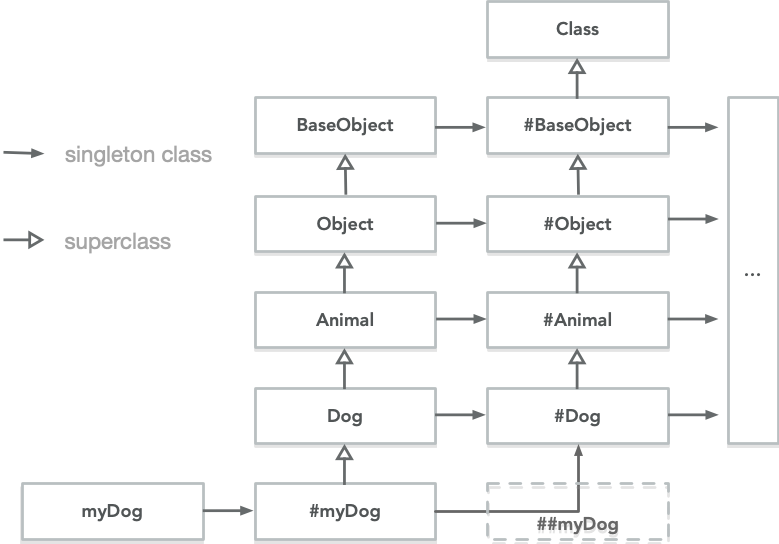 Class
BaseObject
#BaseObject
singleton class
Object
#Object
superclass
...
Animal
#Animal
Dog
#Dog
myDog
#myDog
##myDog